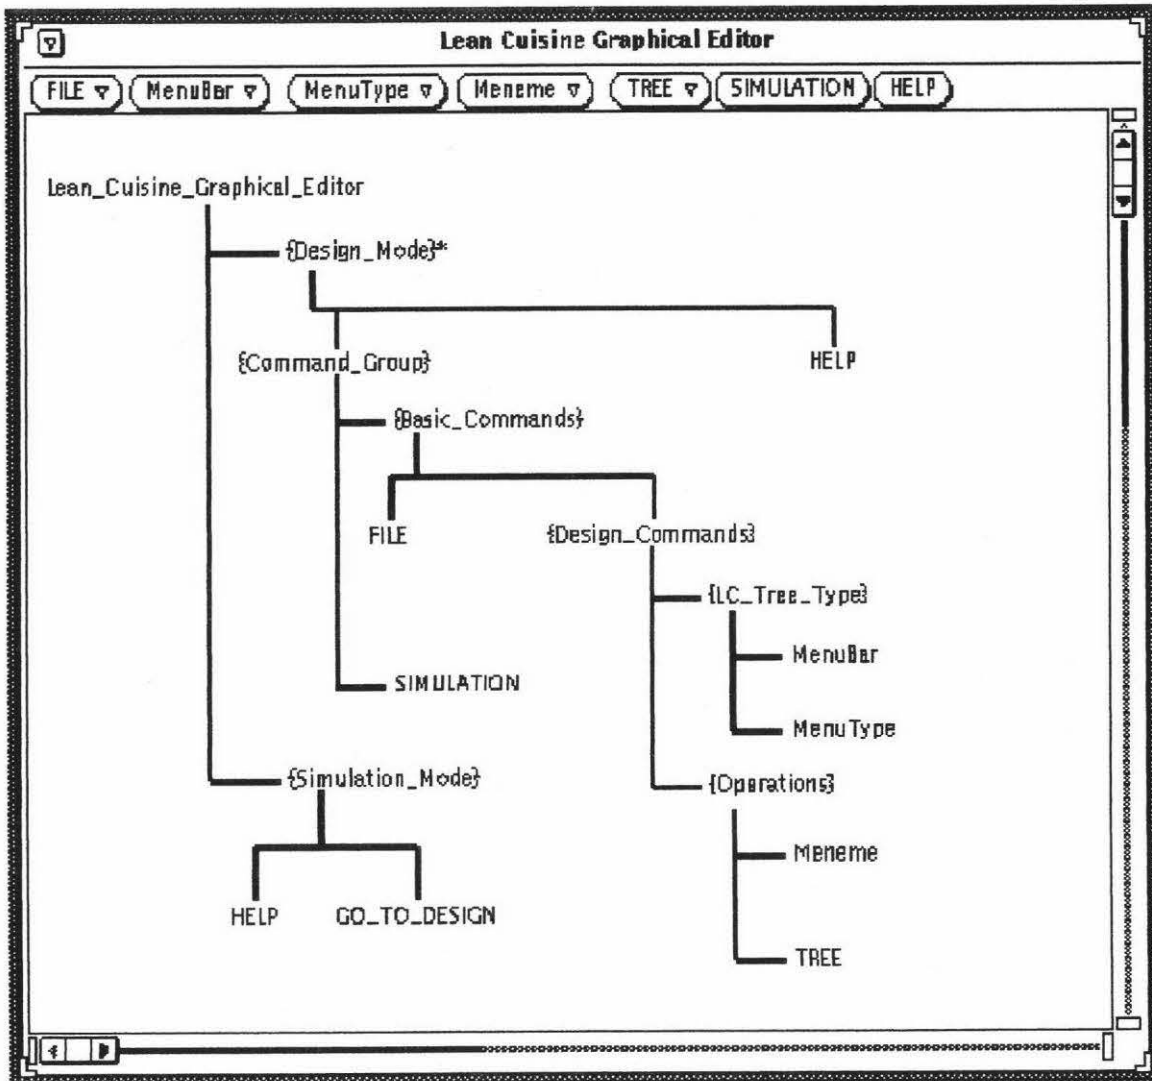 Lean Cuisine Graphical Editor
FILE MenuBar MenuType Meneme TREE SIMULATION HELP
Lean_Cuisine_Graphical_Editor
{Design_Mode}*
{Command_Group} HELP
{Basic_Commands}
FILE {Design_Commands}
{LC_Tree_Type}
MenuBar
SIMULATION
MenuType
{Simulation_Mode} {Operations}
Meneme
HELP GO_TO_DESIGN
TREE